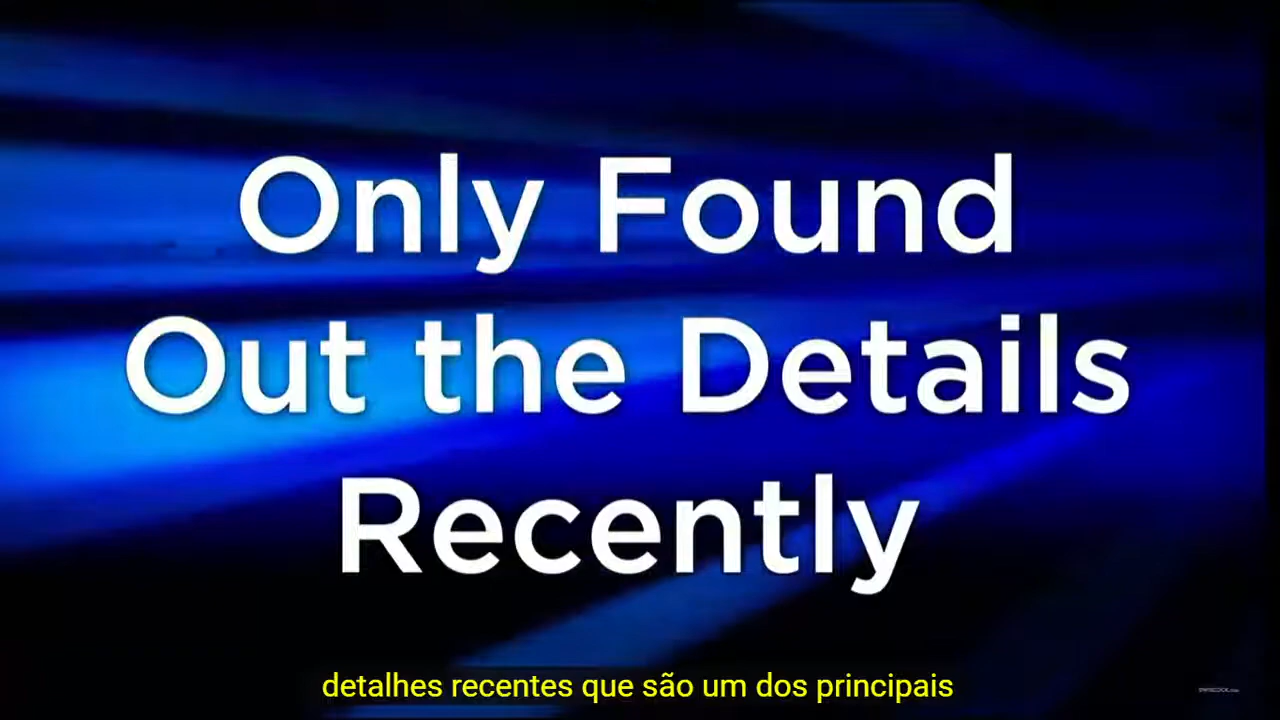 Only Found
Out the Details
Recently
detalhes recentes que são um dos principais